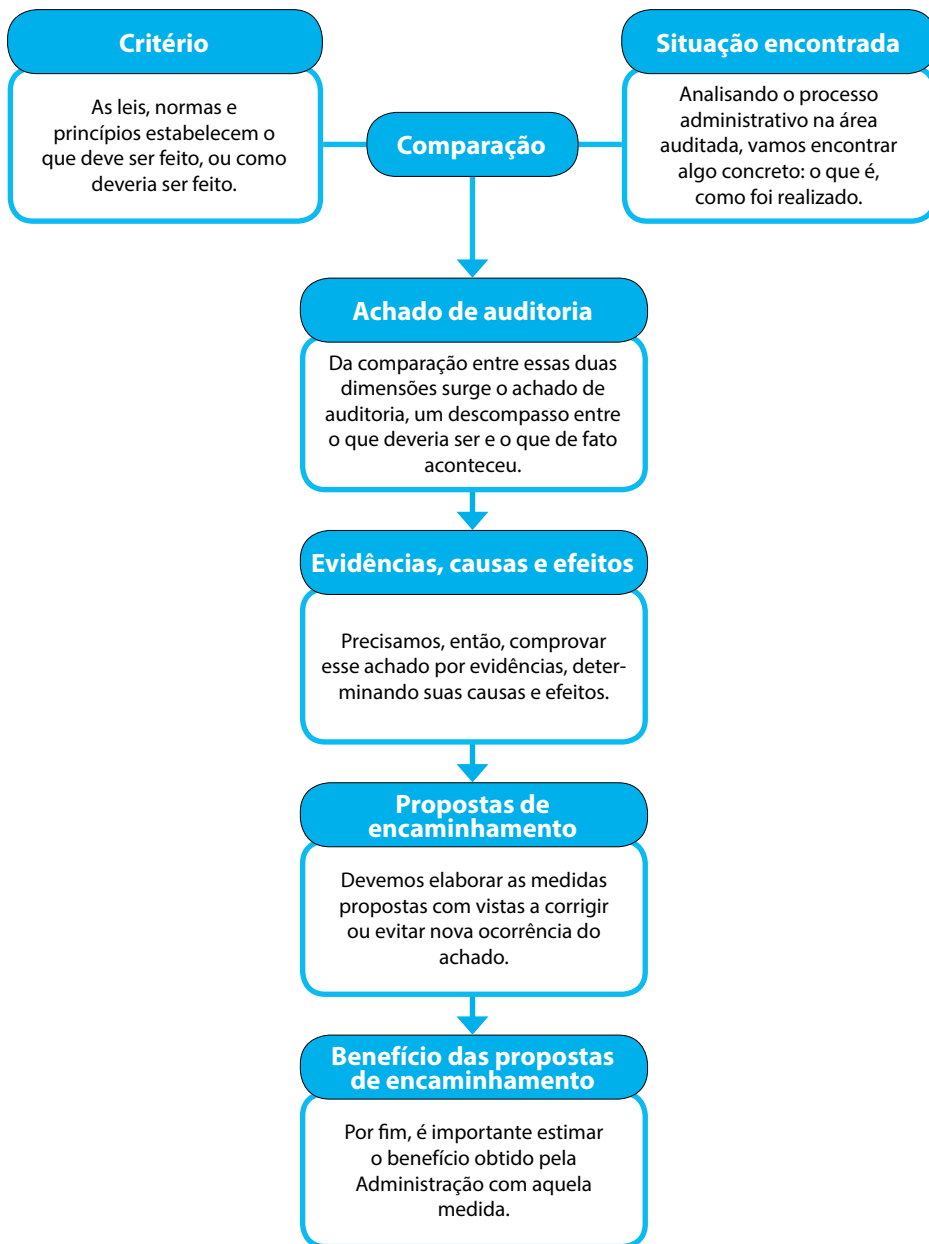 Critério
As leis, normas e
princípios estabelecem o
que deve ser feito, ou como
deveria ser feito.
Comparação
Situação encontrada
Analisando o processo
administrativo na área
auditada, vamos encontrar
algo concreto: o que é,
como foi realizado.
Achado de auditoria
Da comparação entre essas duas
dimensões surge o achado de
auditoria, um descompasso entre
o que deveria ser e o que de fato
aconteceu.
Evidências, causas e efeitos
Precisamos, então, comprovar
esse achado por evidências, deter-
minando suas causas e efeitos.
Propostas de
encaminhamento
Devemos elaborar as medidas
propostas com vistas a corrigir
ou evitar nova ocorrência do
achado.
Benefício das propostas
de encaminhamento
Por fim, é importante estimar
o benefício obtido pela
Administração com aquela
medida.